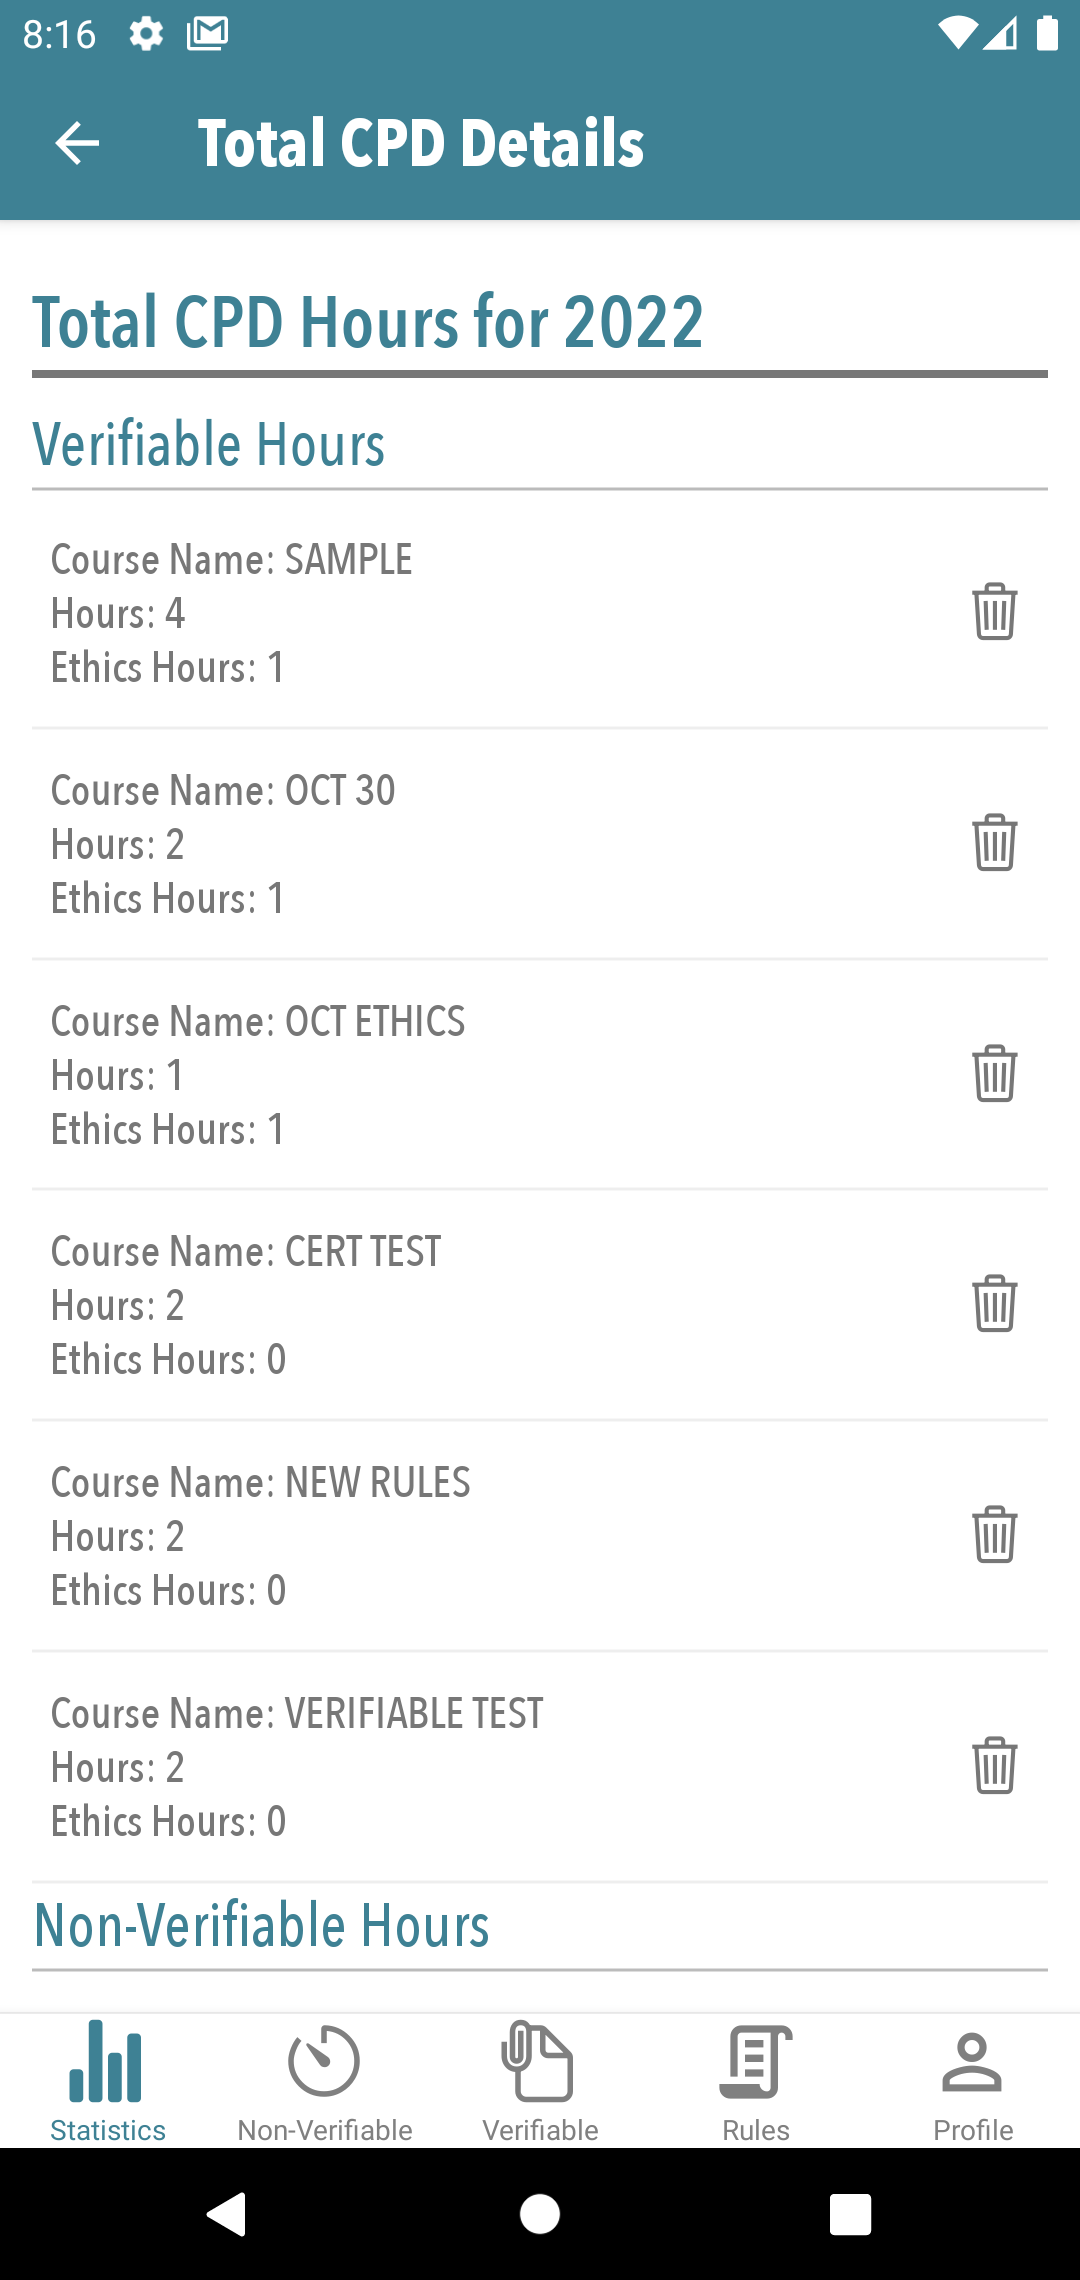 8:16
Total CPD Details
Total CPD Hours for 2022
Verifiable Hours
Course Name: SAMPLE
Hours: 4
Ethics Hours: 1
Course Name: OCT 30
Hours: 2
Ethics Hours: 1
Course Name: OCT ETHICS
Hours: 1
Ethics Hours: 1
Course Name: CERT TEST
Hours: 2
Ethics Hours: 0
Course Name: NEW RULES
Hours: 2
Ethics Hours: 0
Course Name: VERIFIABLE TEST
Hours: 2
Ethics Hours: 0
Non-Verifiable Hours
Statistics
Non-Verifiable
Verifiable
Rules
Profile